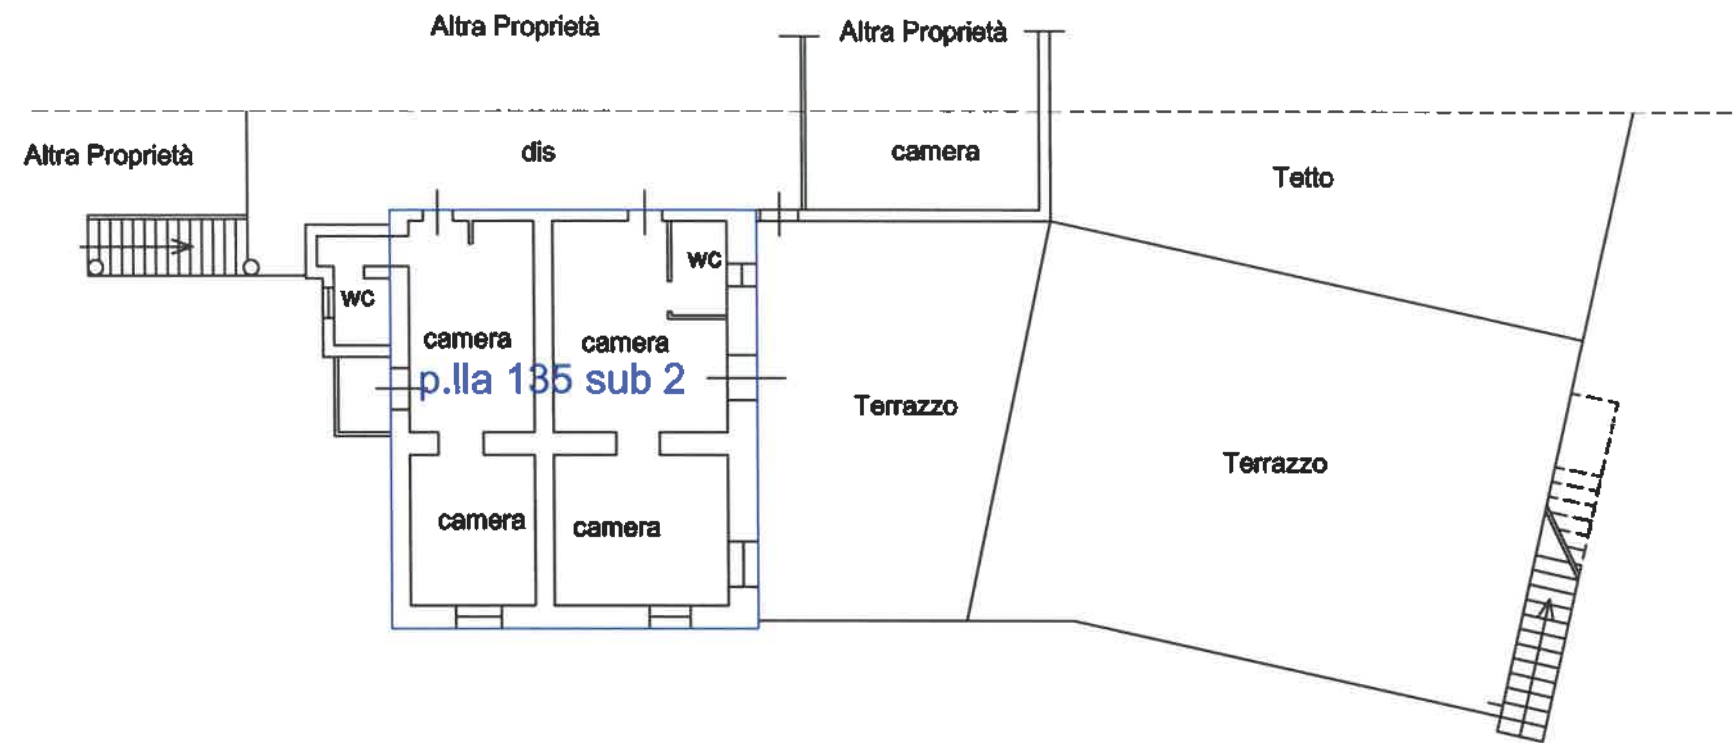 Altra Proprietà
Altra Proprietà
Altra Proprietà
dis
camera
Tetto
wc
wc
camera
camera
p.lla 135 sub 2
Terrazzo
Terrazzo
camera
camera